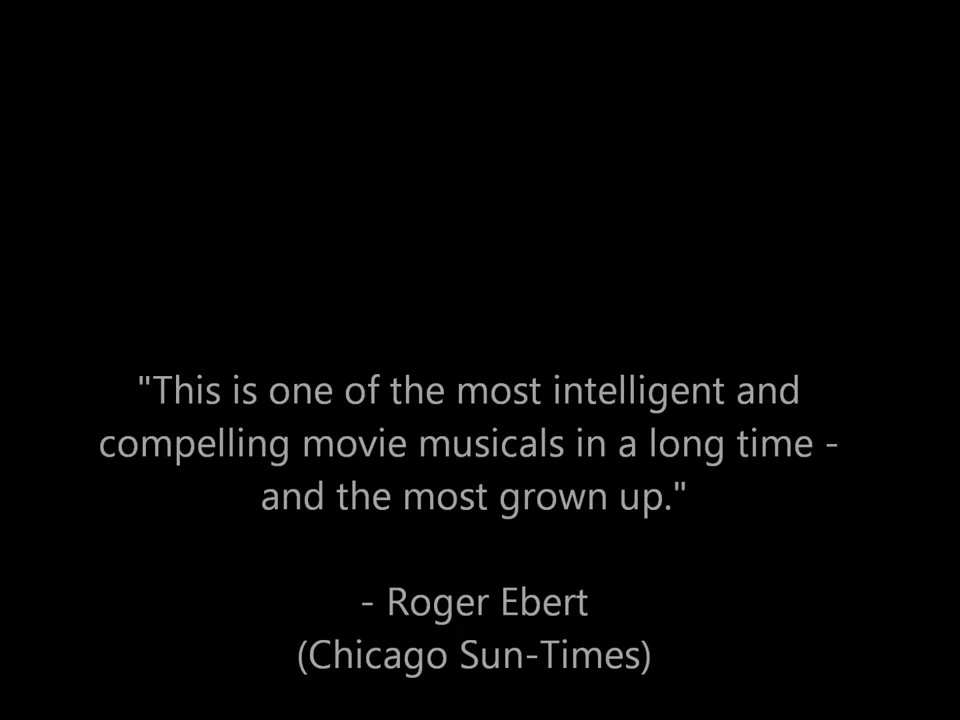 "This is one of the most intelligent and
compelling movie musicals in a long time -
and the most grown up."
- Roger Ebert
(Chicago Sun-Times)